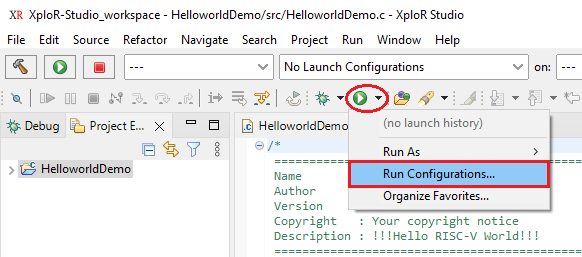 XR XploR-Studio_workspace - HelloworldDemo/src/HelloworldDemo.c - XploR Studio
File Edit Source Refactor Navigate Search Project Run Window Help
--- No Launch Configurations on: ---
Debug Project E...
HelloworldDemo
HelloworldDemo
/*
Name
Author
Version
Copyright : Your copyright notice
Description : !!!Hello RISC-V World!!!
(no launch history)
Run As
Run Configurations...
Organize Favorites...